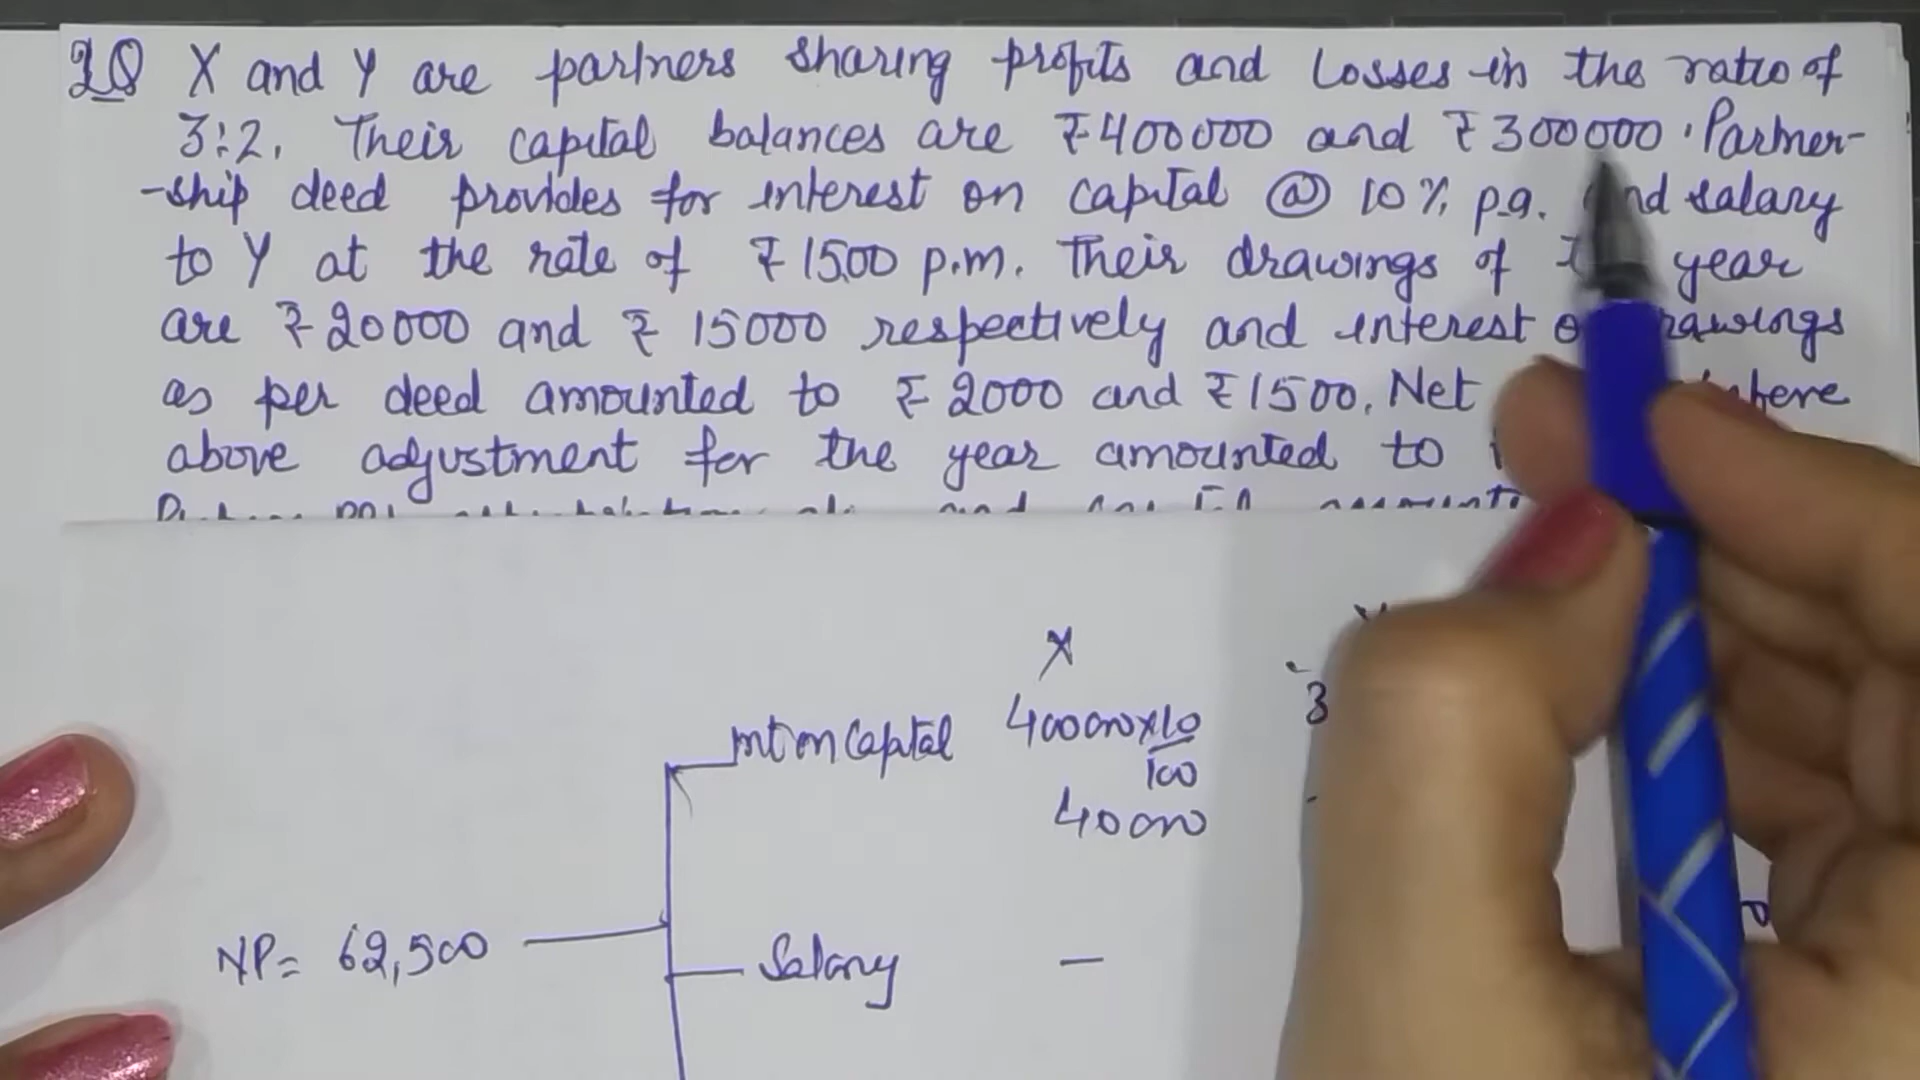 2Q X and Y are partners sharing profits and Losses in the ratio of
3:2. Their capital balances are ₹400000 and ₹300000. Partner-
-ship deed provides for interest on capital @ 10% p.a. and salary
to Y at the rate of ₹1500 p.m. Their drawings of year
are ₹20000 and ₹ 15000 respectively and interest drawings
as per deed amounted to ₹2000 and ₹1500. Net
above adjustment for the year amounted to
X
int on Capital 400000×10
100
40000
3
NP= 62,500
Salary —